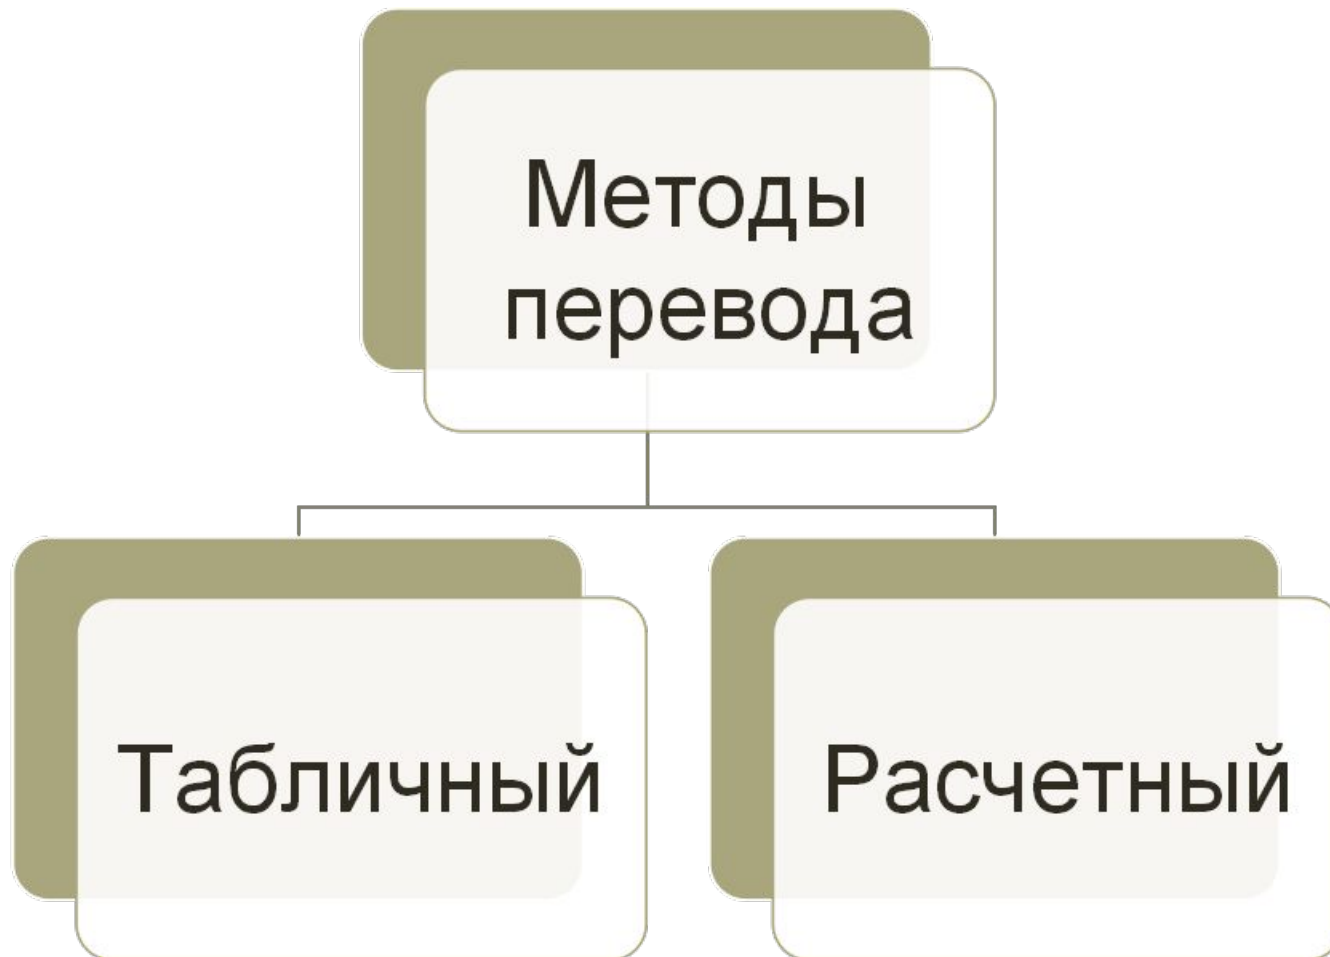 Методы
перевода
Табличный
Расчетный